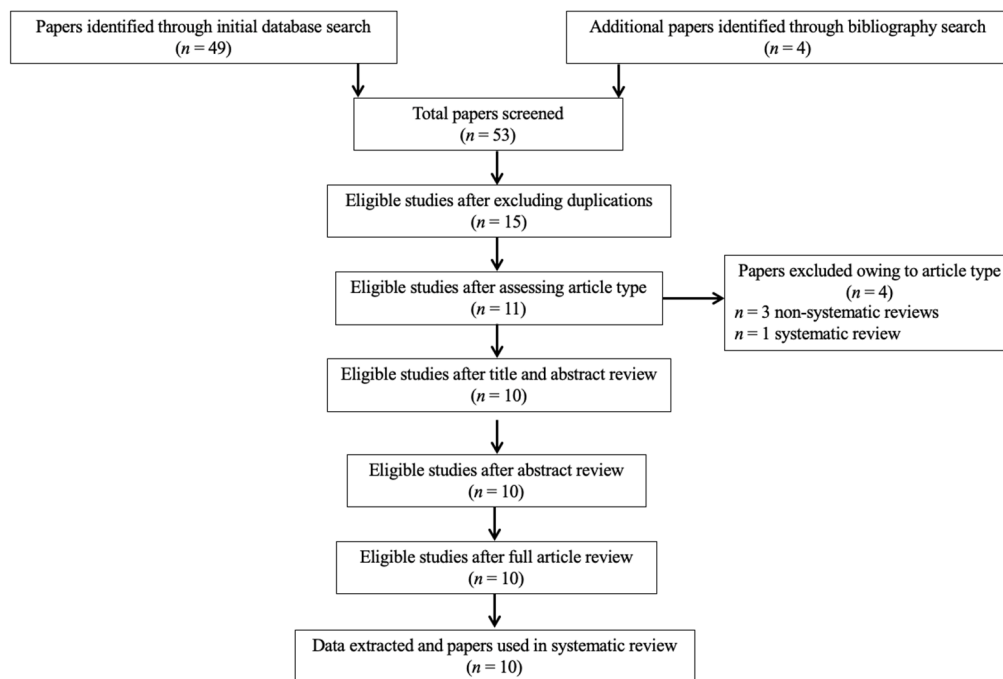 Papers identified through initial database search
(n = 49)
Additional papers identified through bibliography search
(n = 4)
Total papers screened
(n = 53)
Eligible studies after excluding duplications
(n = 15)
Eligible studies after assessing article type
(n = 11)
Papers excluded owing to article type
(n = 4)
n = 3 non-systematic reviews
n = 1 systematic review
Eligible studies after title and abstract review
(n = 10)
Eligible studies after abstract review
(n = 10)
Eligible studies after full article review
(n = 10)
Data extracted and papers used in systematic review
(n = 10)